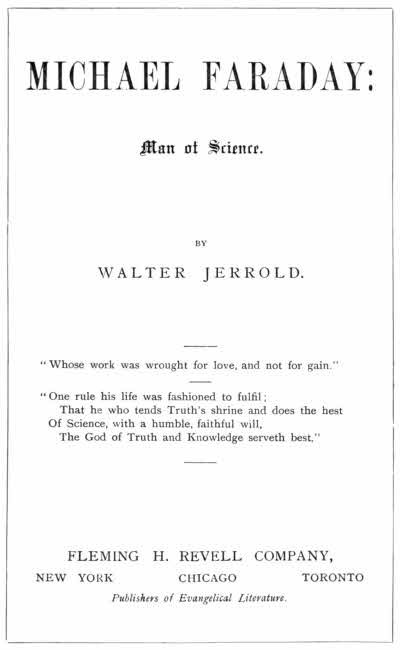 MICHAEL FARADAY:
Man of Science.
BY
WALTER JERROLD.
"Whose work was wrought for love, and not for gain."
"One rule his life was fashioned to fulfil;
That he who tends Truth's shrine and does the hest
Of Science, with a humble, faithful will,
The God of Truth and Knowledge serveth best."
FLEMING H. REVELL COMPANY,
NEW YORK CHICAGO TORONTO
Publishers of Evangelical Literature.